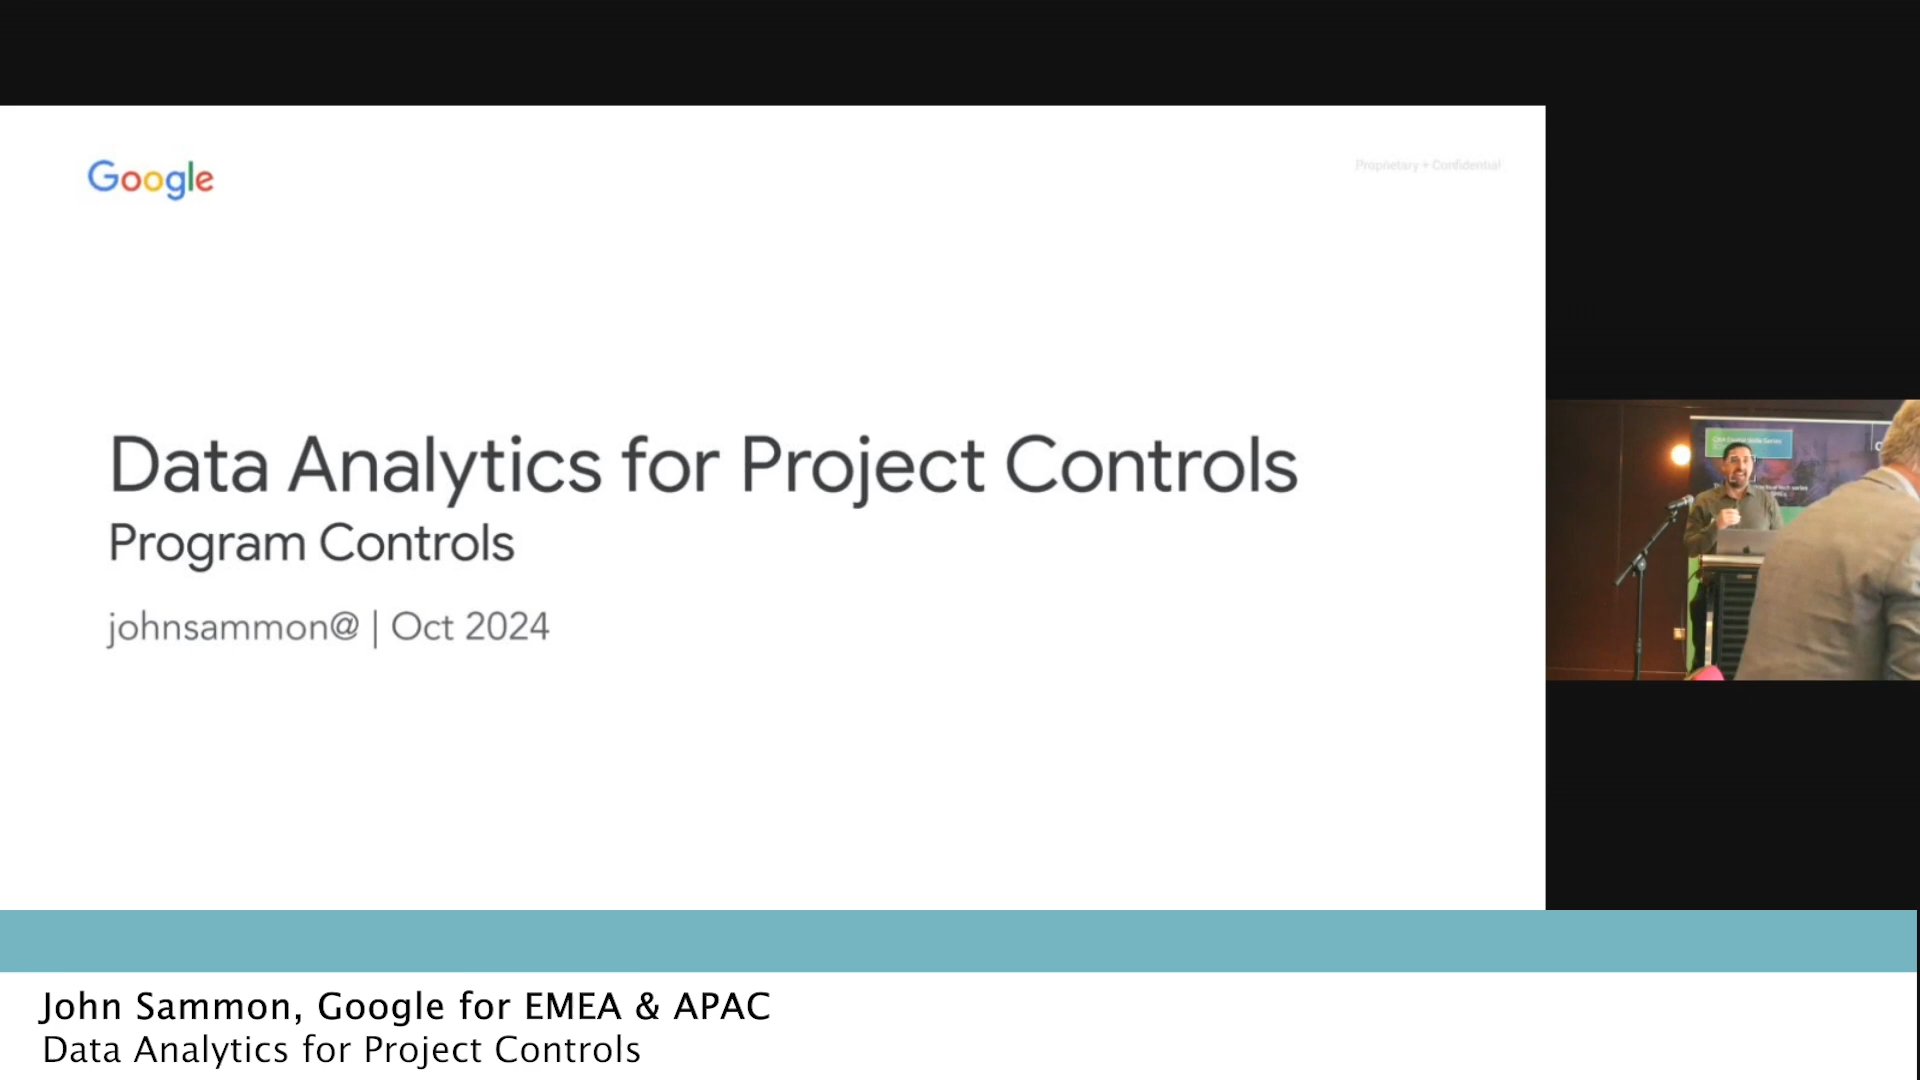 Google
Proprietary + Confidential
Data Analytics for Project Controls
Program Controls
johnsammon@ | Oct 2024
John Sammon, Google for EMEA & APAC
Data Analytics for Project Controls